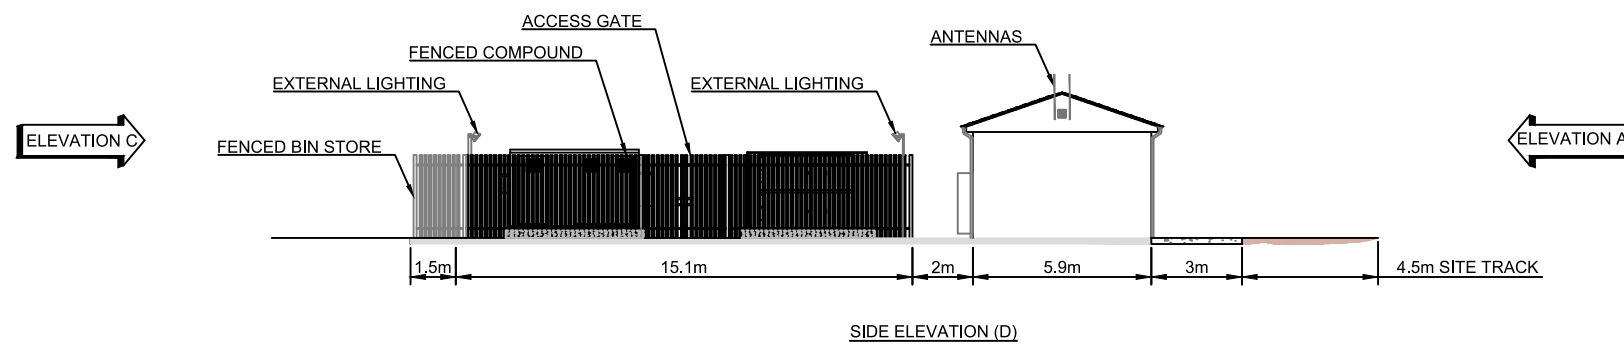 ACCESS GATE
FENCED COMPOUND
ANTENNAS
EXTERNAL LIGHTING
EXTERNAL LIGHTING
ELEVATION C
ELEVATION A
FENCED BIN STORE
1.5m
15.1m
2m
5.9m
3m
4.5m SITE TRACK
SIDE ELEVATION (D)